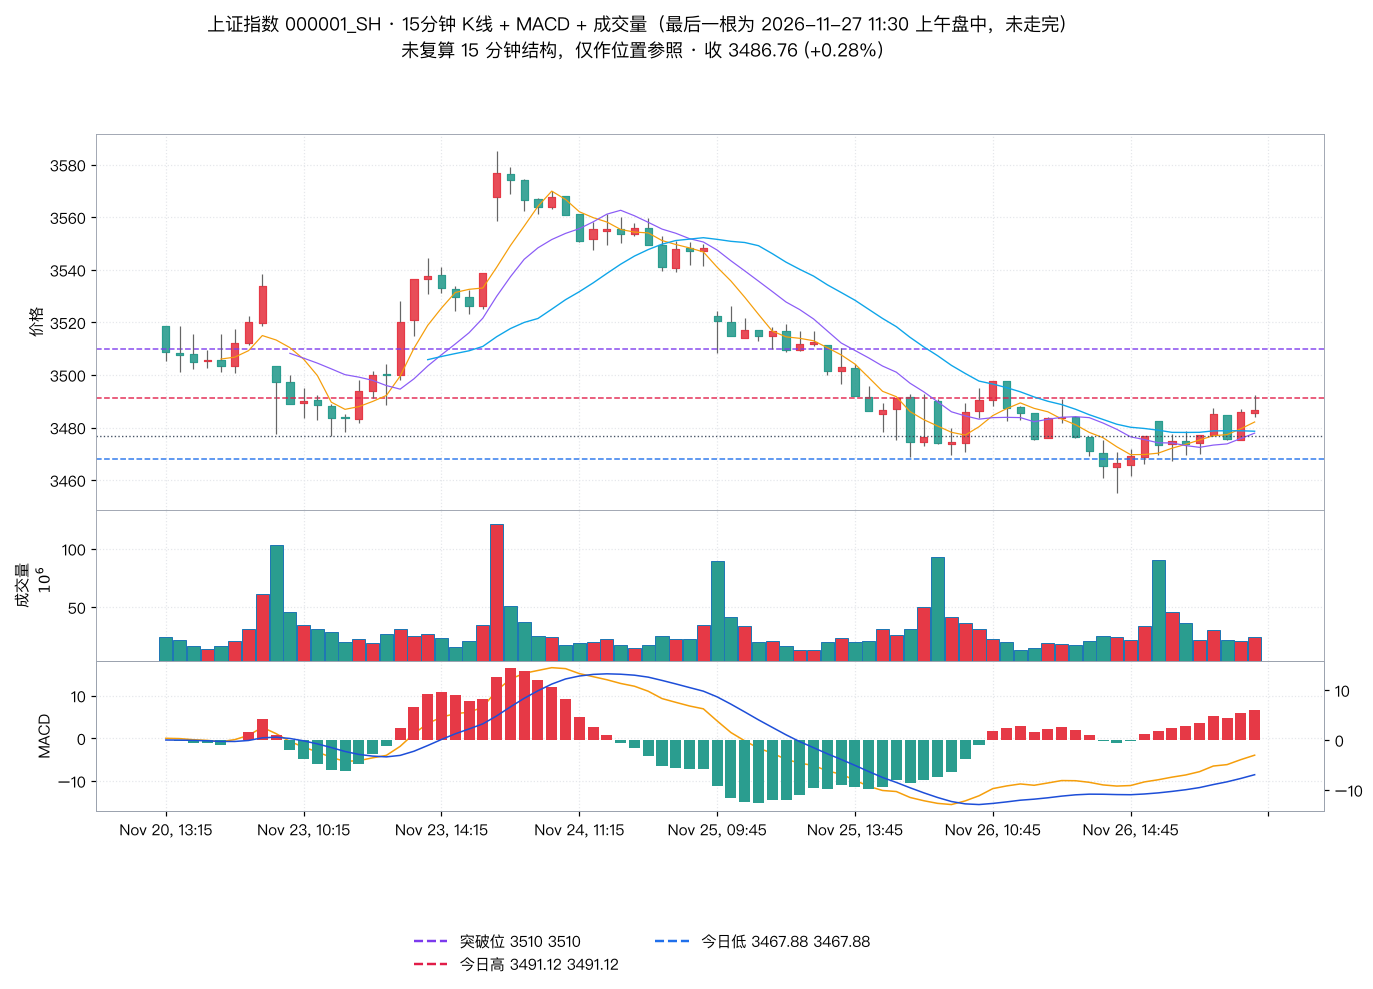 上证指数 000001_SH · 15分钟 K线 + MACD + 成交量（最后一根为 2026−11−27 11:30 上午盘中，未走完）
未复算 15 分钟结构，仅作位置参照 · 收 3486.76 (+0.28%)
价格
3580
3560
3540
3520
3500
3480
3460
成交量
10⁶
100
50
MACD
10
0
−10
10
0
−10
Nov 20, 13:15
Nov 23, 10:15
Nov 23, 14:15
Nov 24, 11:15
Nov 25, 09:45
Nov 25, 13:45
Nov 26, 10:45
Nov 26, 14:45
突破位 3510 3510
今日高 3491.12 3491.12
今日低 3467.88 3467.88